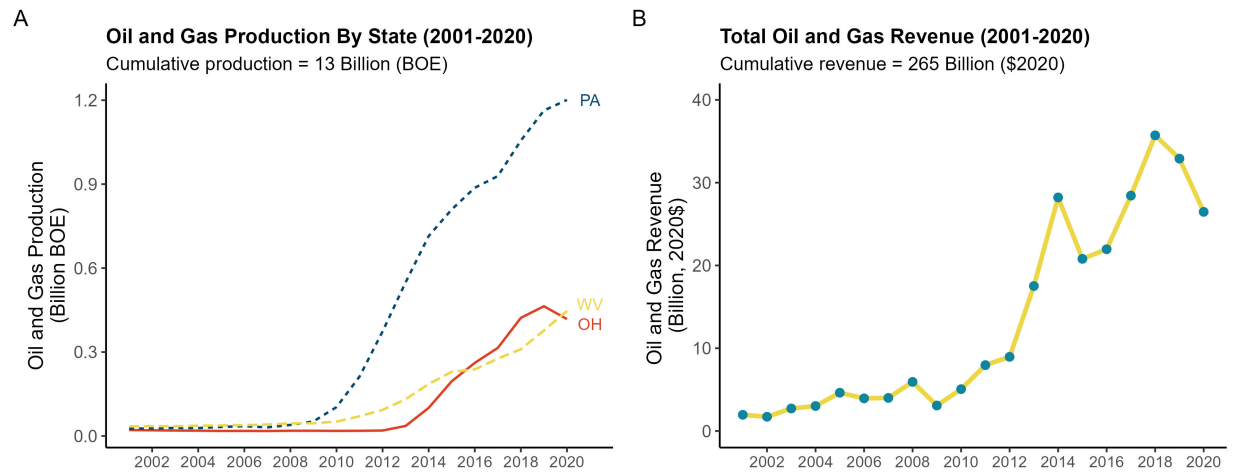 A
Oil and Gas Production By State (2001-2020)
Cumulative production = 13 Billion (BOE)
Oil and Gas Production
(Billion BOE)
1.2
0.9
0.6
0.3
0.0
PA
WV
OH
2002 2004 2006 2008 2010 2012 2014 2016 2018 2020
B
Total Oil and Gas Revenue (2001-2020)
Cumulative revenue = 265 Billion ($2020)
Oil and Gas Revenue
(Billion, 2020$)
40
30
20
10
0
2002 2004 2006 2008 2010 2012 2014 2016 2018 2020